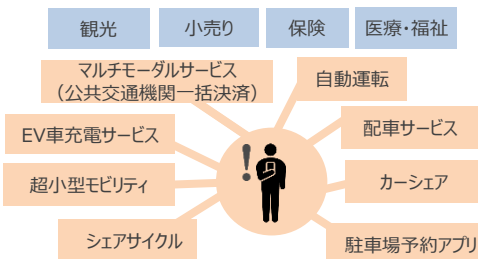 観光
小売り
保険
医療・福祉
マルチモーダルサービス
（公共交通機関一括決済）
自動運転
EV車充電サービス
配車サービス
超小型モビリティ
カーシェア
シェアサイクル
駐車場予約アプリ